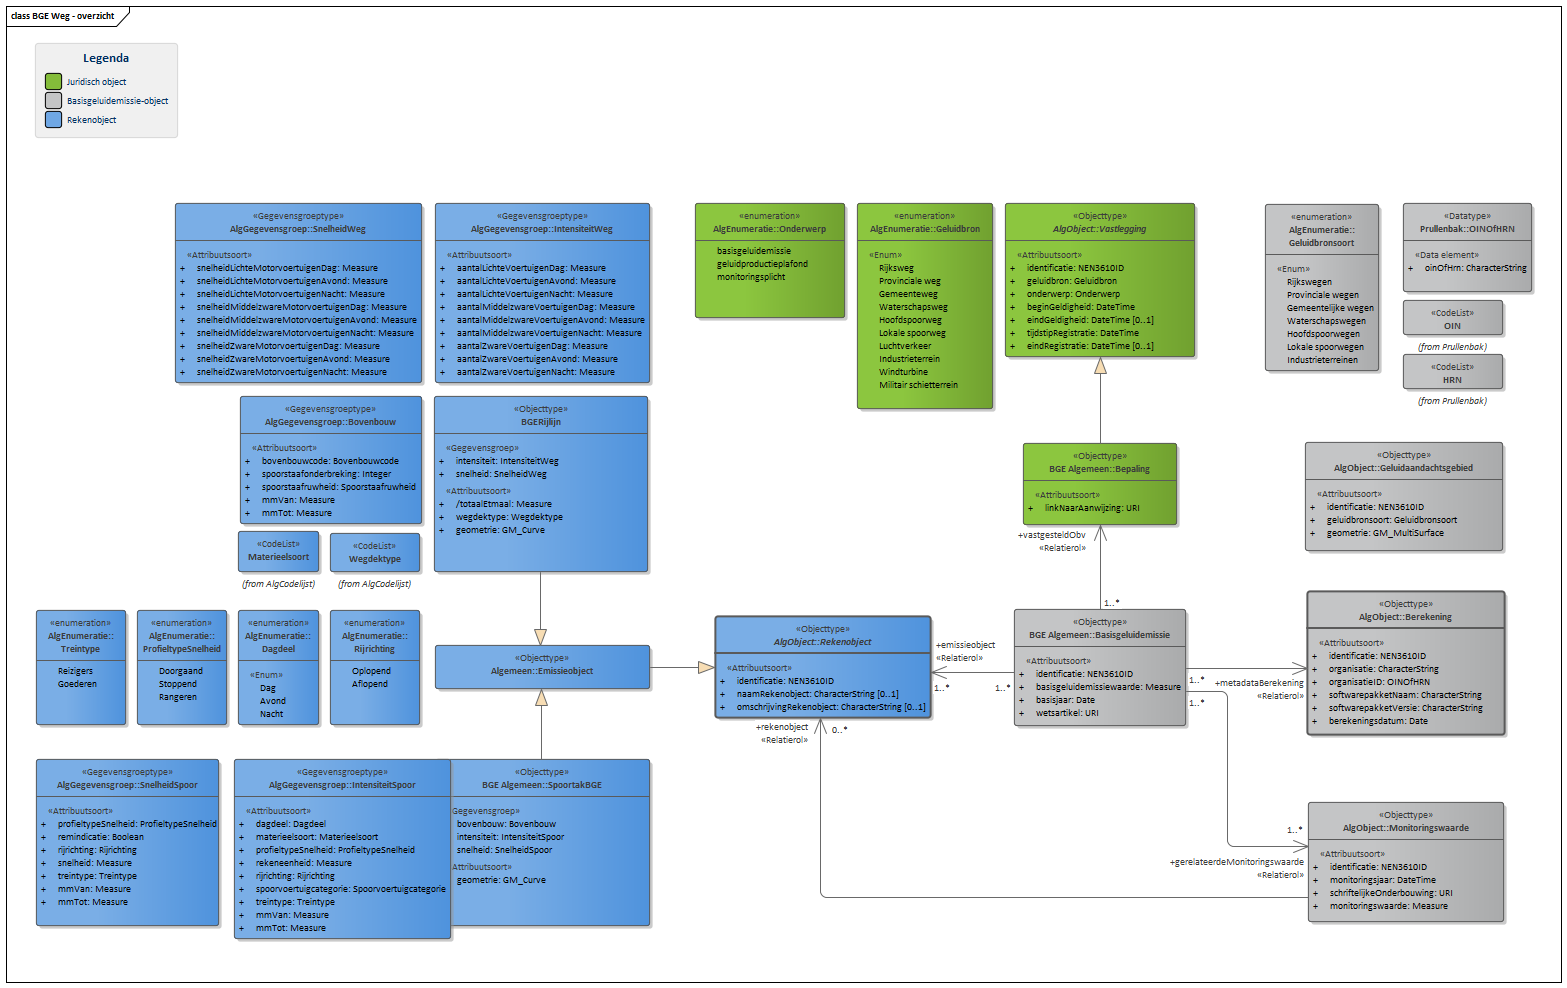 class BGE Weg - overzicht
Legenda
Juridisch object
Basisgeluidemissie-object
Rekenobject
«Gegevensgroeptype»
AlgGegevensgroep::SnelheidWeg
«Attribuutsoort»
+ snelheidLichteMotorvoertuigenDag: Measure
+ snelheidLichteMotorvoertuigenAvond: Measure
+ snelheidLichteMotorvoertuigenNacht: Measure
+ snelheidMiddelzwareMotorvoertuigenDag: Measure
+ snelheidMiddelzwareMotorvoertuigenAvond: Measure
+ snelheidMiddelzwareMotorvoertuigenNacht: Measure
+ snelheidZwareMotorvoertuigenDag: Measure
+ snelheidZwareMotorvoertuigenAvond: Measure
+ snelheidZwareMotorvoertuigenNacht: Measure
«Gegevensgroeptype»
AlgGegevensgroep::IntensiteitWeg
«Attribuutsoort»
+ aantalLichteVoertuigenDag: Measure
+ aantalLichteVoertuigenAvond: Measure
+ aantalLichteVoertuigenNacht: Measure
+ aantalMiddelzwareVoertuigenDag: Measure
+ aantalMiddelzwareVoertuigenAvond: Measure
+ aantalMiddelzwareVoertuigenNacht: Measure
+ aantalZwareVoertuigenDag: Measure
+ aantalZwareVoertuigenAvond: Measure
+ aantalZwareVoertuigenNacht: Measure
«enumeration»
AlgEnumeratie::Onderwerp
basisgeluidemissie
geluidproductieplafond
monitoringsplicht
«enumeration»
AlgEnumeratie::Geluidbron
«Enum»
Rijksweg
Provinciale weg
Gemeenteweg
Waterschapsweg
Hoofdspoorweg
Lokale spoorweg
Luchtverkeer
Industrieterrein
Windturbine
Militair schietterrein
«Objecttype»
AlgObject::Vastlegging
«Attribuutsoort»
+ identificatie: NEN3610ID
+ geluidbron: Geluidbron
+ onderwerp: Onderwerp
+ beginGeldigheid: DateTime
+ eindGeldigheid: DateTime [0..1]
+ tijdstipRegistratie: DateTime
+ eindRegistratie: DateTime [0..1]
«enumeration»
AlgEnumeratie::
Geluidbronsoort
«Enum»
Rijkswegen
Provinciale wegen
Gemeentelijke wegen
Waterschapswegen
Hoofdspoorwegen
Lokale spoorwegen
Industrieterreinen
«Datatype»
Prullenbak::OINOfHRN
«Data element»
+ oinOfHrn: CharacterString
«CodeList»
OIN
(from Prullenbak)
«CodeList»
HRN
(from Prullenbak)
«Gegevensgroeptype»
AlgGegevensgroep::Bovenbouw
«Attribuutsoort»
+ bovenbouwcode: Bovenbouwcode
+ spoorstaafonderbreking: Integer
+ spoorstaafruwheid: Spoorstaafruwheid
+ mmVan: Measure
+ mmTot: Measure
«Objecttype»
BGERijlijn
«Gegevensgroep»
+ intensiteit: IntensiteitWeg
+ snelheid: SnelheidWeg
«Attribuutsoort»
+ /totaalEtmaal: Measure
+ wegdektype: Wegdektype
+ geometrie: GM_Curve
«CodeList»
Materieelsoort
(from AlgCodelijst)
«CodeList»
Wegdektype
(from AlgCodelijst)
«Objecttype»
BGE Algemeen::Bepaling
«Attribuutsoort»
+ linkNaarAanwijzing: URI
+vastgesteldObv
«Relatierol»
1..*
«Objecttype»
AlgObject::Geluidaandachtsgebied
«Attribuutsoort»
+ identificatie: NEN3610ID
+ geluidbronsoort: Geluidbronsoort
+ geometrie: GM_MultiSurface
«enumeration»
AlgEnumeratie::
Treintype
Reizigers
Goederen
«enumeration»
AlgEnumeratie::
ProfieltypeSnelheid
Doorgaand
Stoppend
Rangeren
«enumeration»
AlgEnumeratie::
Dagdeel
«Enum»
Dag
Avond
Nacht
«enumeration»
AlgEnumeratie::
Rijrichting
Oplopend
Aflopend
«Objecttype»
Algemeen::Emissieobject
«Objecttype»
AlgObject::Rekenobject
«Attribuutsoort»
+ identificatie: NEN3610ID
+ naamRekenobject: CharacterString [0..1]
+ omschrijvingRekenobject: CharacterString [0..1]
+emissieobject
«Relatierol»
1..*
1..*
«Objecttype»
BGE Algemeen::Basisgeluidemissie
«Attribuutsoort»
+ identificatie: NEN3610ID
+ basisgeluidemissiewaarde: Measure
+ basisjaar: Date
+ wetsartikel: URI
1..*
+metadataBerekening
«Relatierol»
1..*
«Objecttype»
AlgObject::Berekening
«Attribuutsoort»
+ identificatie: NEN3610ID
+ organisatie: CharacterString
+ organisatieID: OINOfHRN
+ softwarepakketNaam: CharacterString
+ softwarepakketVersie: CharacterString
+ berekeningsdatum: Date
+rekenobject
«Relatierol»
0..*
«Gegevensgroeptype»
AlgGegevensgroep::SnelheidSpoor
«Attribuutsoort»
+ profieltypeSnelheid: ProfieltypeSnelheid
+ remindicatie: Boolean
+ rijrichting: Rijrichting
+ snelheid: Measure
+ treintype: Treintype
+ mmVan: Measure
+ mmTot: Measure
«Gegevensgroeptype»
AlgGegevensgroep::IntensiteitSpoor
«Attribuutsoort»
+ dagdeel: Dagdeel
+ materieelsoort: Materieelsoort
+ profieltypeSnelheid: ProfieltypeSnelheid
+ rekeneenheid: Measure
+ rijrichting: Rijrichting
+ spoorvoertuigcategorie: Spoorvoertuigcategorie
+ treintype: Treintype
+ mmVan: Measure
+ mmTot: Measure
«Objecttype»
BGE Algemeen::SpoortakBGE
Gegevensgroep»
bovenbouw: Bovenbouw
intensiteit: IntensiteitSpoor
snelheid: SnelheidSpoor
Attribuutsoort»
geometrie: GM_Curve
1..*
+gerelateerdeMonitoringswaarde
«Relatierol»
«Objecttype»
AlgObject::Monitoringswaarde
«Attribuutsoort»
+ identificatie: NEN3610ID
+ monitoringsjaar: DateTime
+ schriftelijkeOnderbouwing: URI
+ monitoringswaarde: Measure